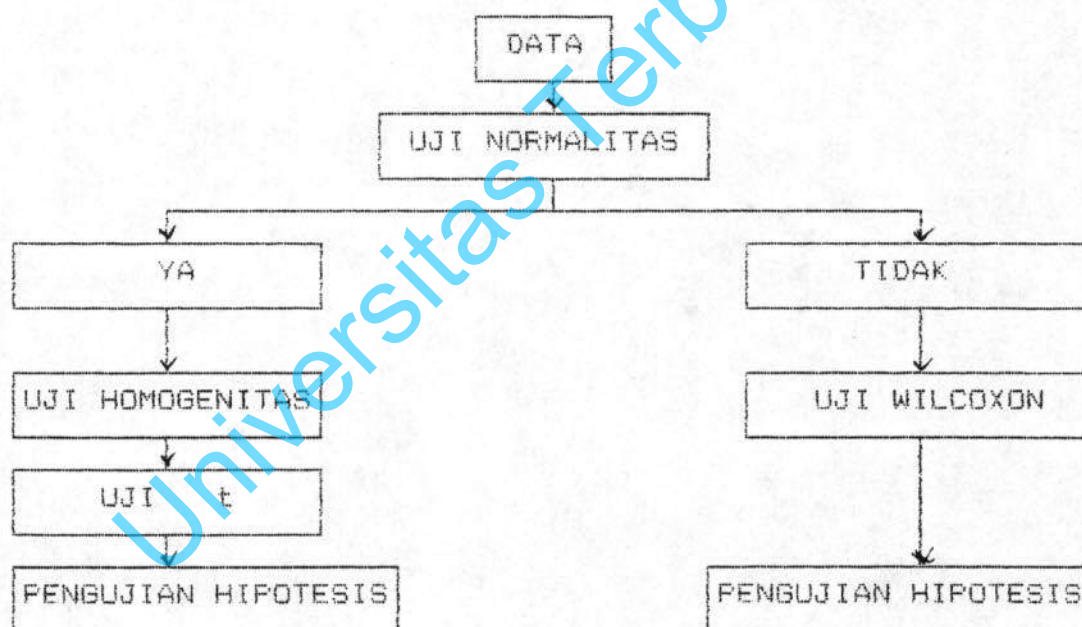 DATA
UJI NORMALITAS
YA
TIDAK
UJI HOMOGENITAS
UJI WILCOXON
UJI t
PENGUJIAN HIPOTESIS
PENGUJIAN HIPOTESIS
Universitas Terb